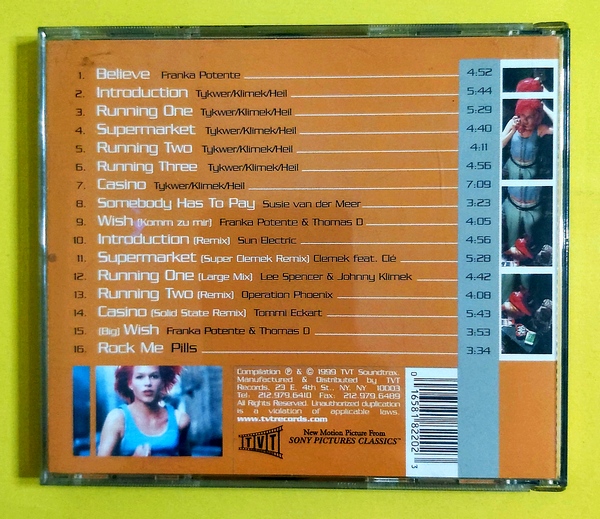 1. Believe Franka Potente 4:52
2. Introduction Tykwer/Klimek/Heil 5:44
3. Running One Tykwer/Klimek/Heil 5:29
4. Supermarket Tykwer/Klimek/Heil 4:40
5. Running Two Tykwer/Klimek/Heil 4:11
6. Running Three Tykwer/Klimek/Heil 4:56
7. Casino Tykwer/Klimek/Heil 7:09
8. Somebody Has To Pay Susie van der Meer 3:23
9. Wish (Komm zu mir) Franka Potente & Thomas D 4:05
10. Introduction (Remix) Sun Electric 4:56
11. Supermarket (Super Clemek Remix) Clemek feat. Clé 5:28
12. Running One (Large Mix) Lee Spencer & Johnny Klimek 4:42
13. Running Two (Remix) Operation Phoenix 4:08
14. Casino (Solid State Remix) Tommi Eckart 5:43
15. (Big) Wish Franka Potente & Thomas D 3:53
16. Rock Me Pills 3:34
Compilation ℗ & © 1999 TVT Soundtrax.
Manufactured & Distributed by TVT
Records. 23 E. 4th St., NY, NY 10003
Tel: 212.979.6410 Fax: 212.979.6489
All Rights Reserved. Unauthorized duplication
is a violation of applicable laws.
www.tvtrecords.com
TVT
New Motion Picture From
SONY PICTURES CLASSICS™
0 16581 82202 3